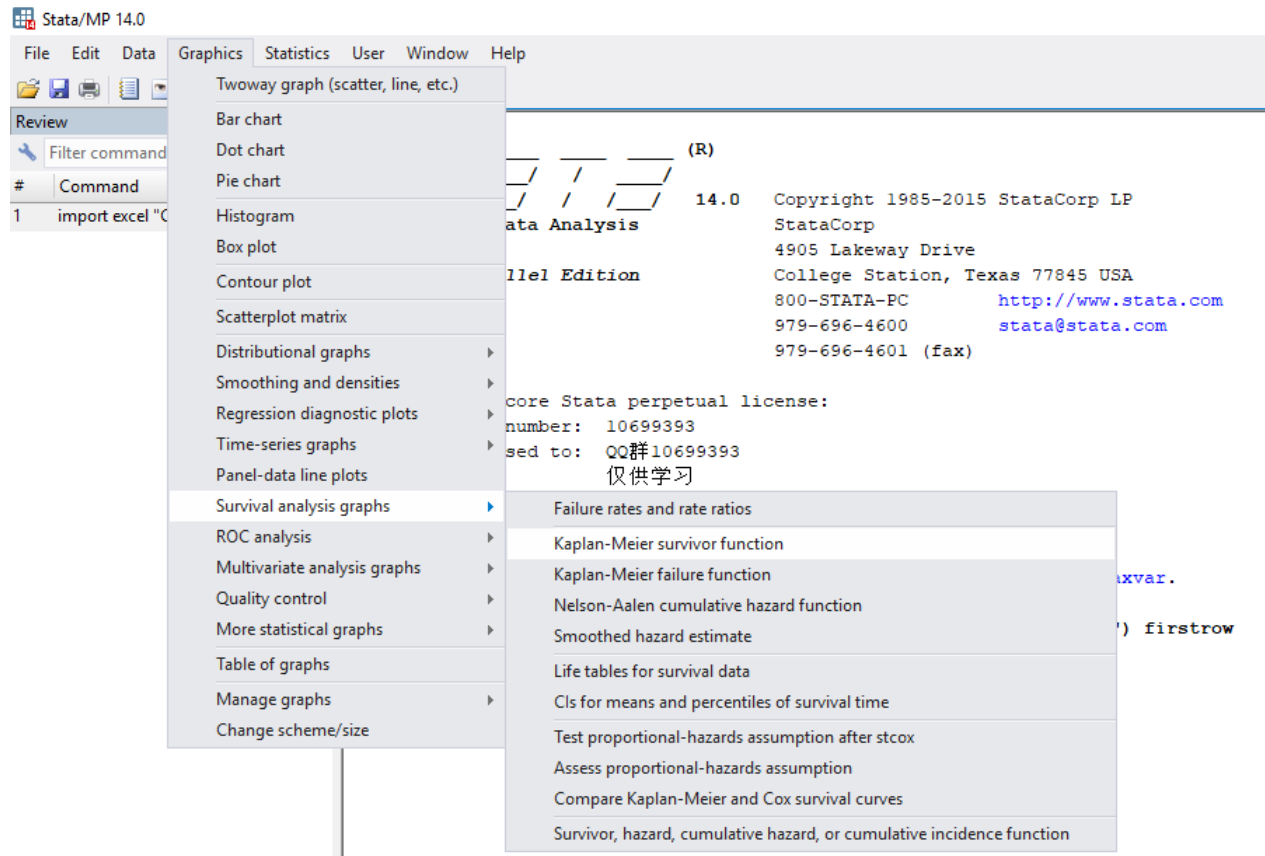 Stata/MP 14.0
File Edit Data Graphics Statistics User Window Help
Review
Filter command
# Command
1 import excel "C
Twoway graph (scatter, line, etc.)
Bar chart
Dot chart
Pie chart
Histogram
Box plot
Contour plot
Scatterplot matrix
Distributional graphs
Smoothing and densities
Regression diagnostic plots
Time-series graphs
Panel-data line plots
Survival analysis graphs
ROC analysis
Multivariate analysis graphs
Quality control
More statistical graphs
Table of graphs
Manage graphs
Change scheme/size
(R)
14.0 Copyright 1985-2015 StataCorp LP
ata Analysis StataCorp
4905 Lakeway Drive
llel Edition College Station, Texas 77845 USA
800-STATA-PC http://www.stata.com
979-696-4600 stata@stata.com
979-696-4601 (fax)
core Stata perpetual license:
number: 10699393
sed to: QQ群10699393
仅供学习
Failure rates and rate ratios
Kaplan-Meier survivor function
Kaplan-Meier failure function
Nelson-Aalen cumulative hazard function
Smoothed hazard estimate
Life tables for survival data
CIs for means and percentiles of survival time
Test proportional-hazards assumption after stcox
Assess proportional-hazards assumption
Compare Kaplan-Meier and Cox survival curves
Survivor, hazard, cumulative hazard, or cumulative incidence function
xvar.
") firstrow